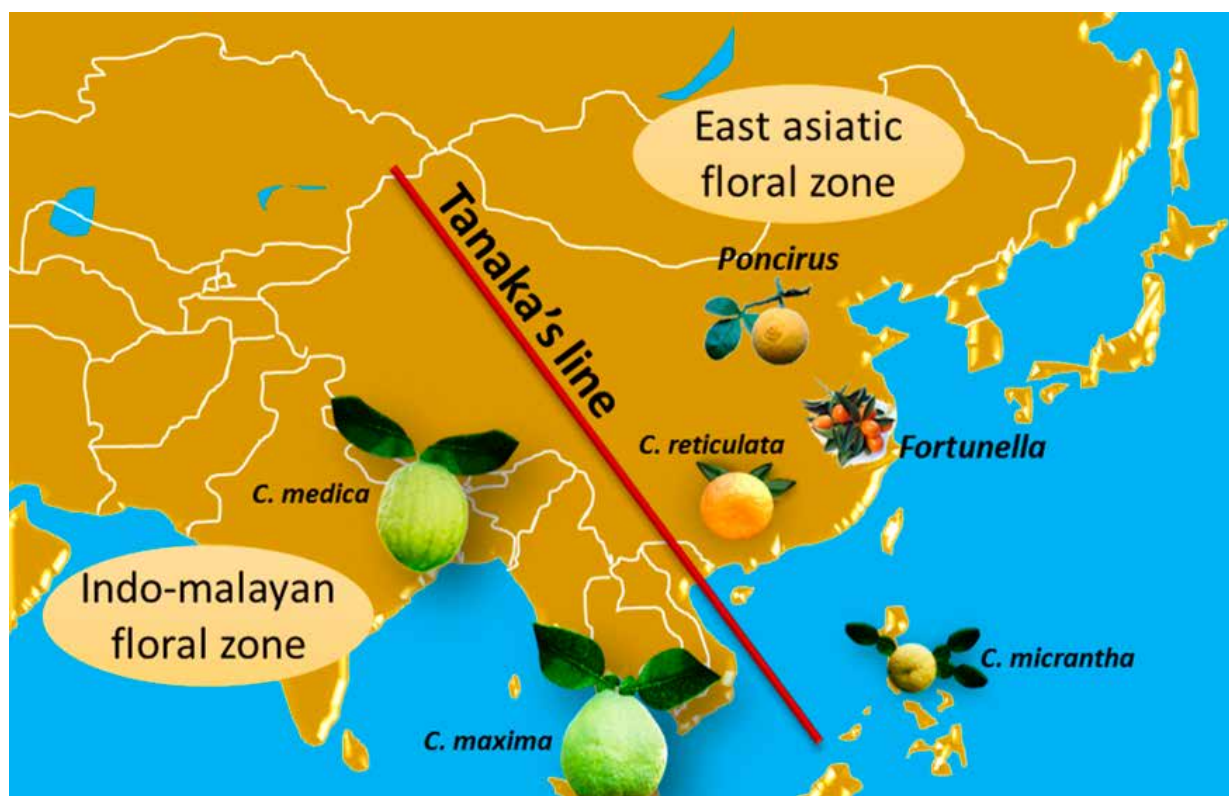 East asiatic
floral zone
Tanaka's line
Poncirus
C. reticulata
Fortunella
C. medica
Indo-malayan
floral zone
C. micrantha
C. maxima